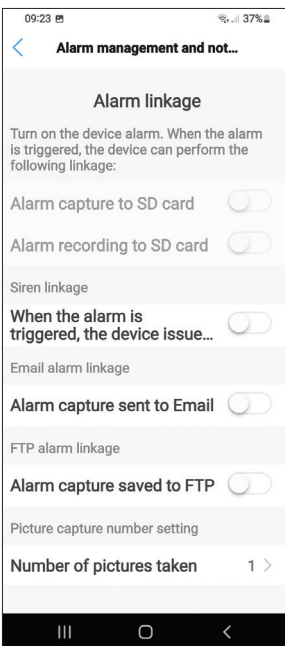 09:23 37%
Alarm management and not...
Alarm linkage
Turn on the device alarm. When the alarm
is triggered, the device can perform the
following linkage:
Alarm capture to SD card
Alarm recording to SD card
Siren linkage
When the alarm is
triggered, the device issue...
Email alarm linkage
Alarm capture sent to Email
FTP alarm linkage
Alarm capture saved to FTP
Picture capture number setting
Number of pictures taken 1